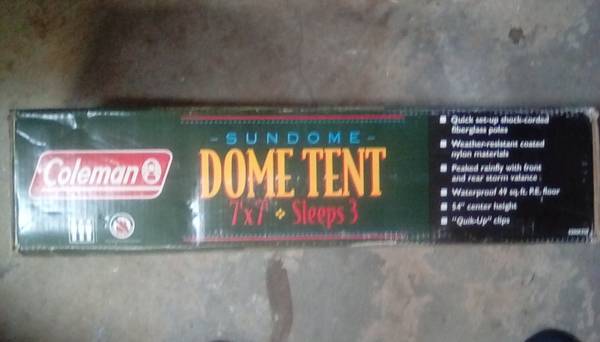 Coleman
- SUNDOME -
DOME TENT
7'x7' Sleeps 3
Quick set-up shock-corded
fiberglass poles
Weather-resistant coated
nylon materials
Peaked rainfly with front
and rear storm valance
Waterproof 49 sq. ft. P.E. floor
54" center height
"Quik-Up" clips